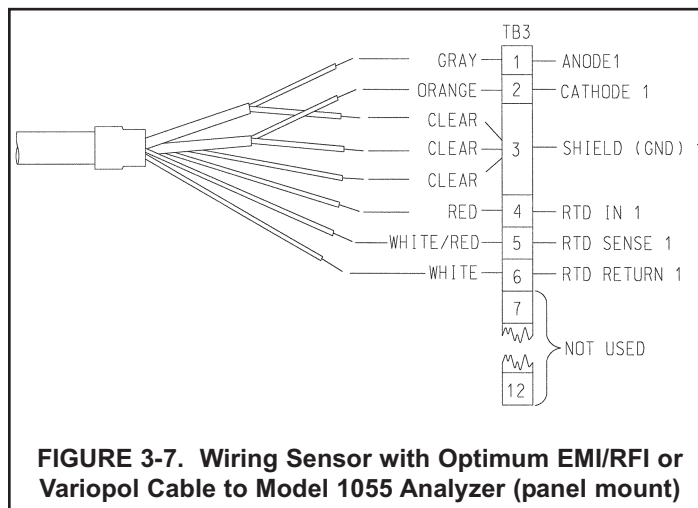 TB3
GRAY 1 ANODE1
ORANGE 2 CATHODE 1
CLEAR
CLEAR 3 SHIELD (GND) 1
CLEAR
RED 4 RTD IN 1
WHITE/RED 5 RTD SENSE 1
WHITE 6 RTD RETURN 1
7
NOT USED
12
FIGURE 3-7. Wiring Sensor with Optimum EMI/RFI or
Variopol Cable to Model 1055 Analyzer (panel mount)